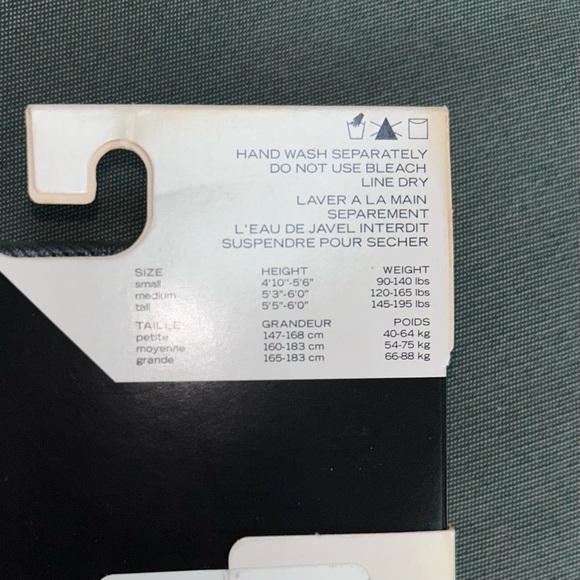 HAND WASH SEPARATELY
DO NOT USE BLEACH
LINE DRY
LAVER A LA MAIN
SEPAREMENT
L'EAU DE JAVEL INTERDIT
SUSPENDRE POUR SECHER
SIZE HEIGHT WEIGHT
small 4'10"-5'6" 90-140 lbs
medium 5'3"-6'0" 120-165 lbs
tall 5'5"-6'0" 145-195 lbs
TAILLE GRANDEUR POIDS
petite 147-168 cm 40-64 kg
moyenne 160-183 cm 54-75 kg
grande 165-183 cm 66-88 kg